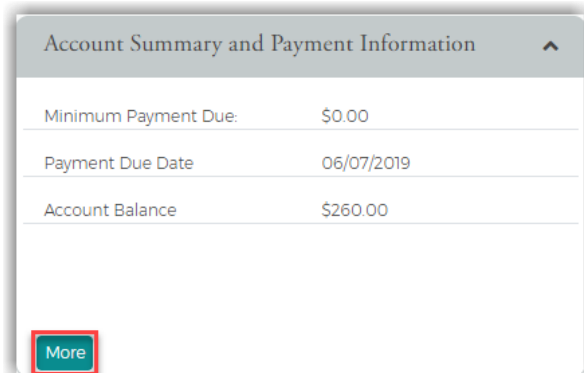 Account Summary and Payment Information
Minimum Payment Due: $0.00
Payment Due Date 06/07/2019
Account Balance $260.00
More